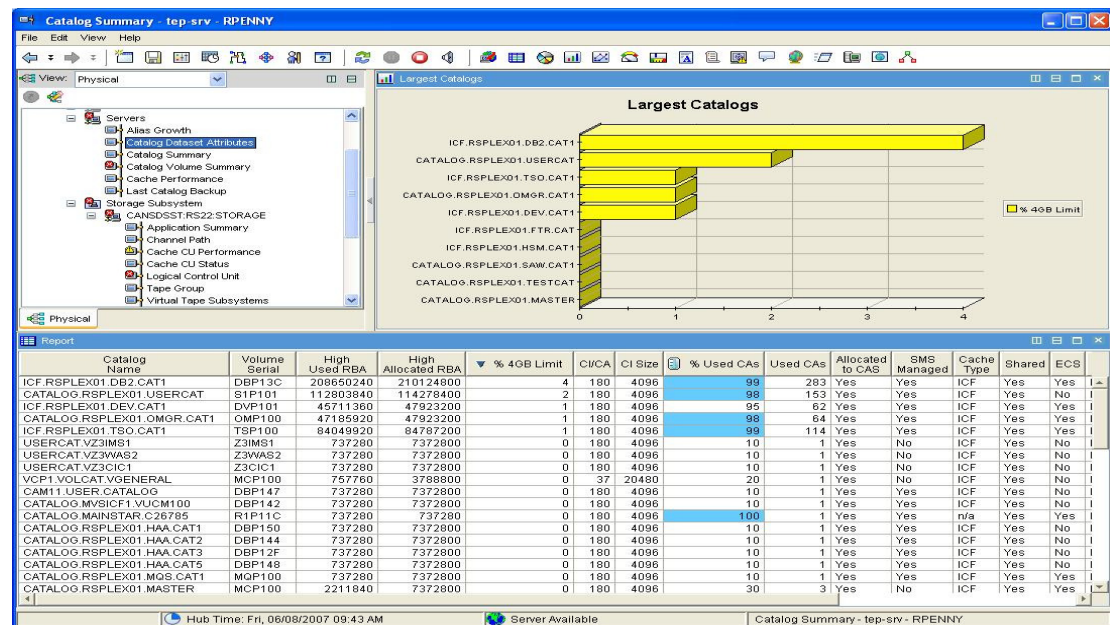 Catalog Summary - tep-srv - RPENNY
File Edit View Help
View: Physical
Servers
Alias Growth
Catalog Dataset Attributes
Catalog Summary
Catalog Volume Summary
Cache Performance
Last Catalog Backup
Storage Subsystem
CANSDSST:RS22:STORAGE
Application Summary
Channel Path
Cache CU Performance
Cache CU Status
Logical Control Unit
Tape Group
Virtual Tape Subsystems
Physical
Largest Catalogs
Largest Catalogs
ICF.RSPLEX01.DB2.CAT1
CATALOG.RSPLEX01.USERCAT
ICF.RSPLEX01.TSO.CAT1
CATALOG.RSPLEX01.OMGR.CAT1
ICF.RSPLEX01.DEV.CAT1
ICF.RSPLEX01.FTR.CAT
ICF.RSPLEX01.HSM.CAT1
CATALOG.RSPLEX01.SAW.CAT1
CATALOG.RSPLEX01.TESTCAT
CATALOG.RSPLEX01.MASTER
0 1 2 3 4
% 4GB Limit
Report
Catalog Name Volume Serial High Used RBA High Allocated RBA % 4GB Limit CI/CA CI Size % Used CAs Used CAs Allocated to CAS SMS Managed Cache Type Shared ECS
ICF.RSPLEX01.DB2.CAT1 DBP13C 208650240 210124800 4 180 4096 99 283 Yes Yes ICF Yes Yes
CATALOG.RSPLEX01.USERCAT S1P101 112803840 114278400 2 180 4096 98 153 Yes Yes ICF Yes No
ICF.RSPLEX01.DEV.CAT1 DVP101 45711360 47923200 1 180 4096 95 62 Yes Yes ICF Yes Yes
CATALOG.RSPLEX01.OMGR.CAT1 OMP100 47185920 47923200 1 180 4096 98 64 Yes Yes ICF Yes Yes
ICF.RSPLEX01.TSO.CAT1 TSP100 84049920 84787200 1 180 4096 99 114 Yes Yes ICF Yes Yes
USERCAT.VZ3IMS1 Z3IMS1 737280 7372800 0 180 4096 10 1 Yes No ICF Yes No
USERCAT.VZ3WAS2 Z3WAS2 737280 7372800 0 180 4096 10 1 Yes No ICF Yes No
USERCAT.VZ3CIC1 Z3CIC1 737280 7372800 0 180 4096 10 1 Yes No ICF Yes No
VCP1.VOLCAT.VGENERAL MCP100 757760 3788800 0 37 20480 20 1 Yes No ICF Yes Yes
CAM11.USER.CATALOG DBP147 737280 7372800 0 180 4096 10 1 Yes Yes ICF Yes No
CATALOG.MVSICF1.VUCM100 DBP142 737280 7372800 0 180 4096 10 1 Yes Yes ICF Yes No
CATALOG.MAINSTAR.C26785 R1P11C 737280 737280 0 180 4096 100 1 Yes Yes n/a Yes Yes
CATALOG.RSPLEX01.HAA.CAT1 DBP150 737280 7372800 0 180 4096 10 1 Yes Yes ICF Yes No
CATALOG.RSPLEX01.HAA.CAT2 DBP144 737280 7372800 0 180 4096 10 1 Yes Yes ICF Yes No
CATALOG.RSPLEX01.HAA.CAT3 DBP12F 737280 7372800 0 180 4096 10 1 Yes Yes ICF Yes No
CATALOG.RSPLEX01.HAA.CAT5 DBP148 737280 7372800 0 180 4096 10 1 Yes Yes ICF Yes No
CATALOG.RSPLEX01.MQS.CAT1 MQP100 737280 7372800 0 180 4096 10 1 Yes Yes ICF Yes Yes
CATALOG.RSPLEX01.MASTER MCP100 2211840 7372800 0 180 4096 30 3 Yes No ICF Yes Yes
Hub Time: Fri, 06/08/2007 09:43 AM Server Available Catalog Summary - tep-srv - RPENNY